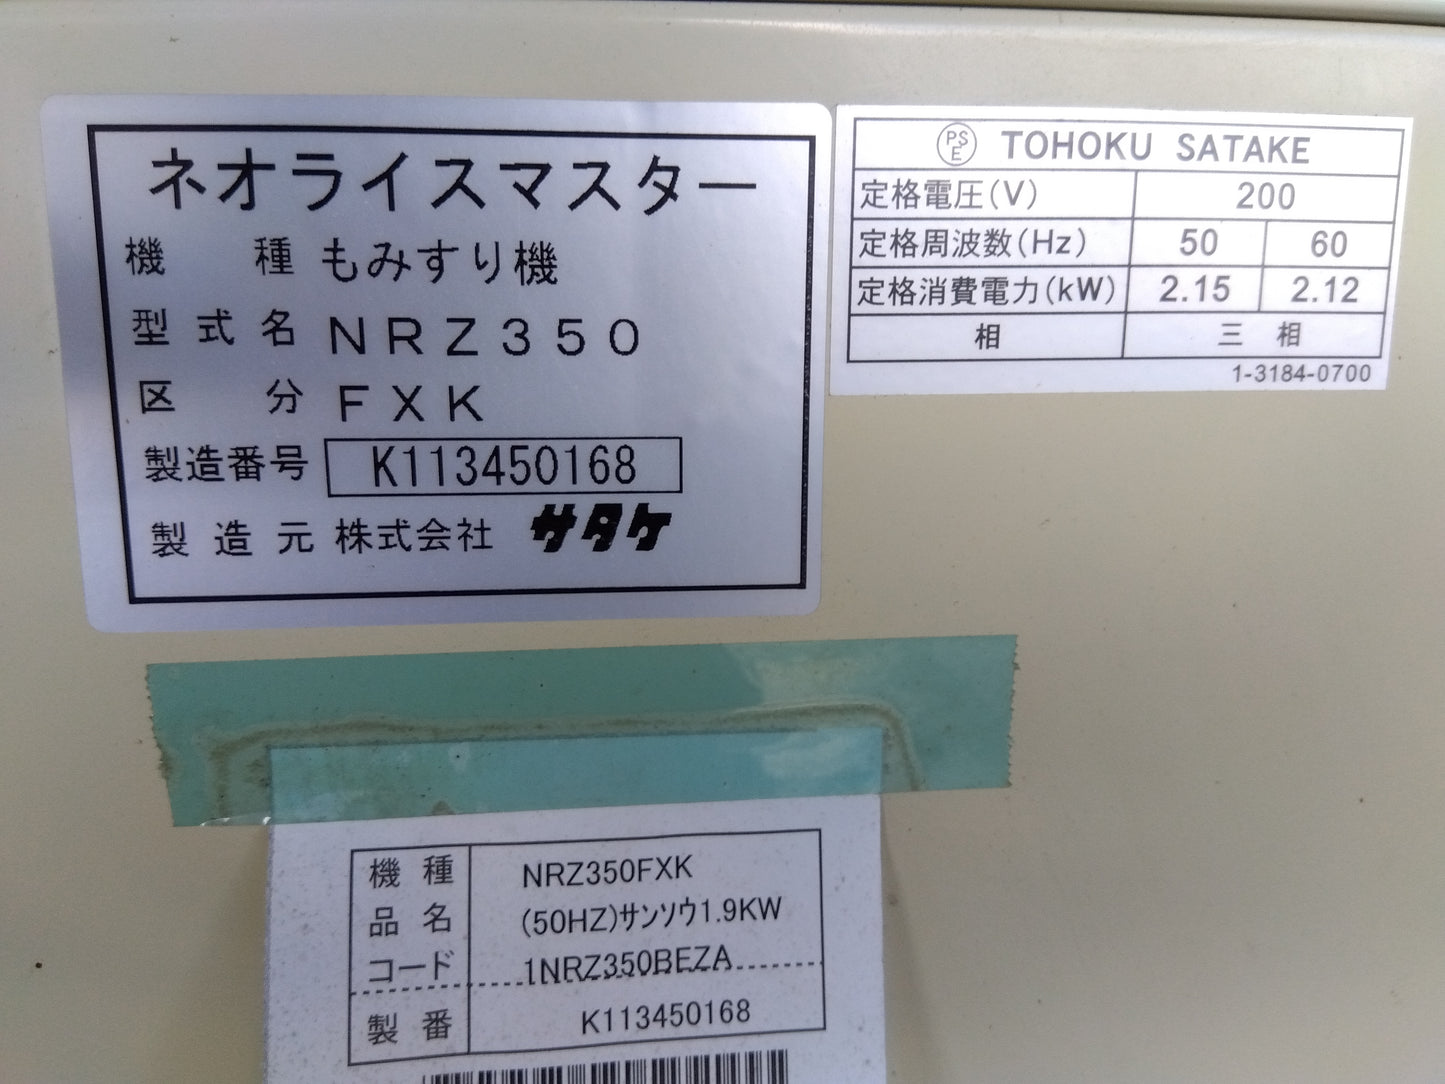 ネオライスマスター
機種 もみすり機
型式名 NRZ350
区分 FXK
製造番号 K113450168
製造元 株式会社 サタケ
PSE TOHOKU SATAKE
定格電圧(V) 200
定格周波数(Hz) 50 60
定格消費電力(kW) 2.15 2.12
相 三相
1-3184-0700
機種 NRZ350FXK
品名 (50HZ)サンソウ1.9KW
コード 1NRZ350BEZA
製番 K113450168